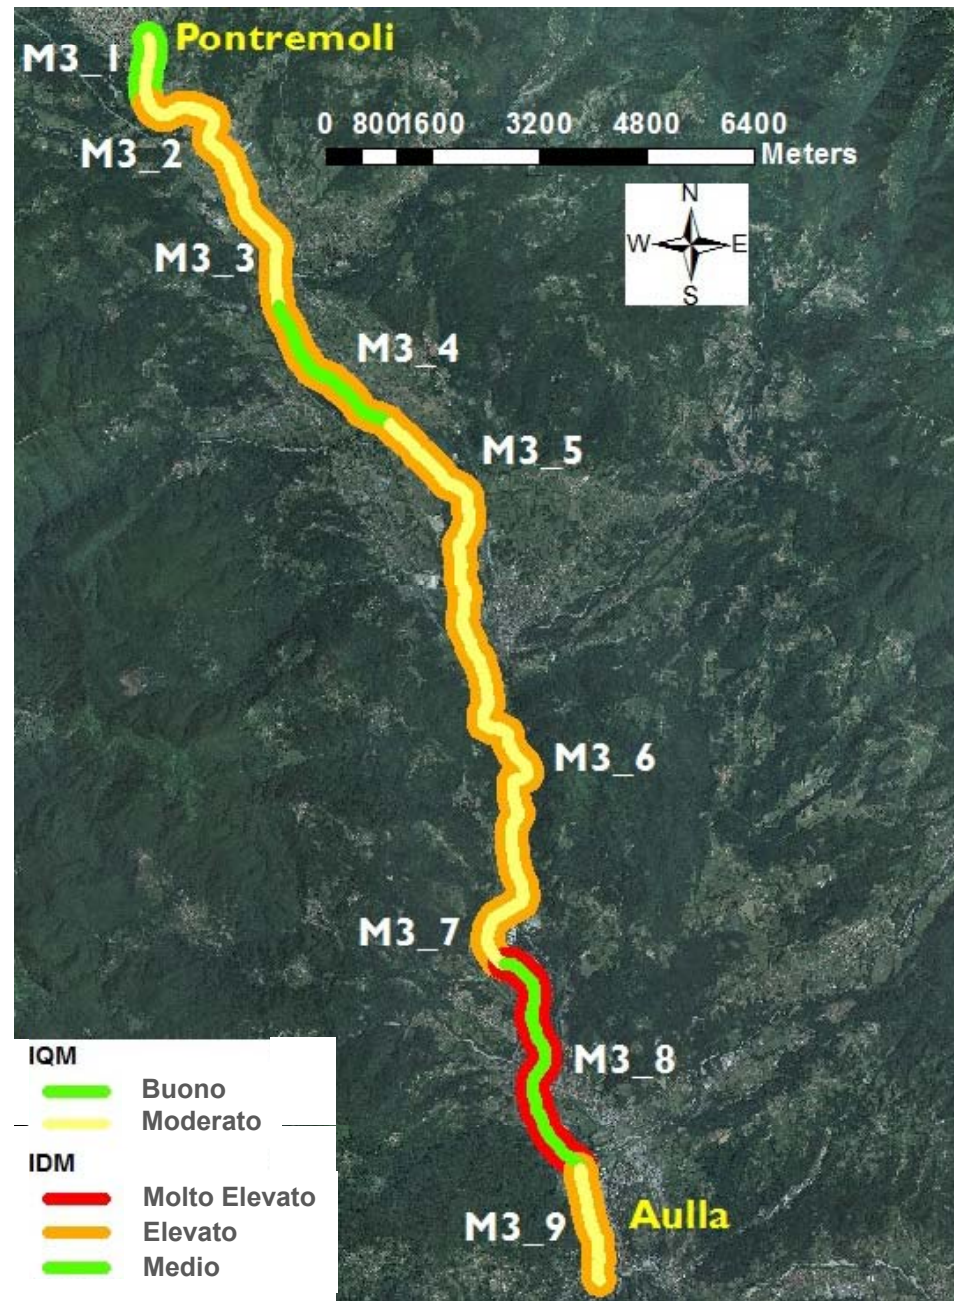 Pontremoli
M3_1
0 800 1600 3200 4800 6400
Meters
M3_2
N
W E
S
M3_3
M3_4
M3_5
M3_6
M3_7
M3_8
M3_9
Aulla
IQM
Buono
Moderato
IDM
Molto Elevato
Elevato
Medio